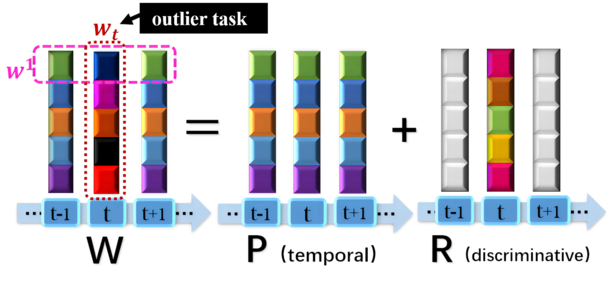 outlier task
w_t
w^1
= +
··· t-1 t t+1 ···
·· t-1 t t+1 ···
··· t-1 t t+1 ···
W P (temporal) R (discriminative)